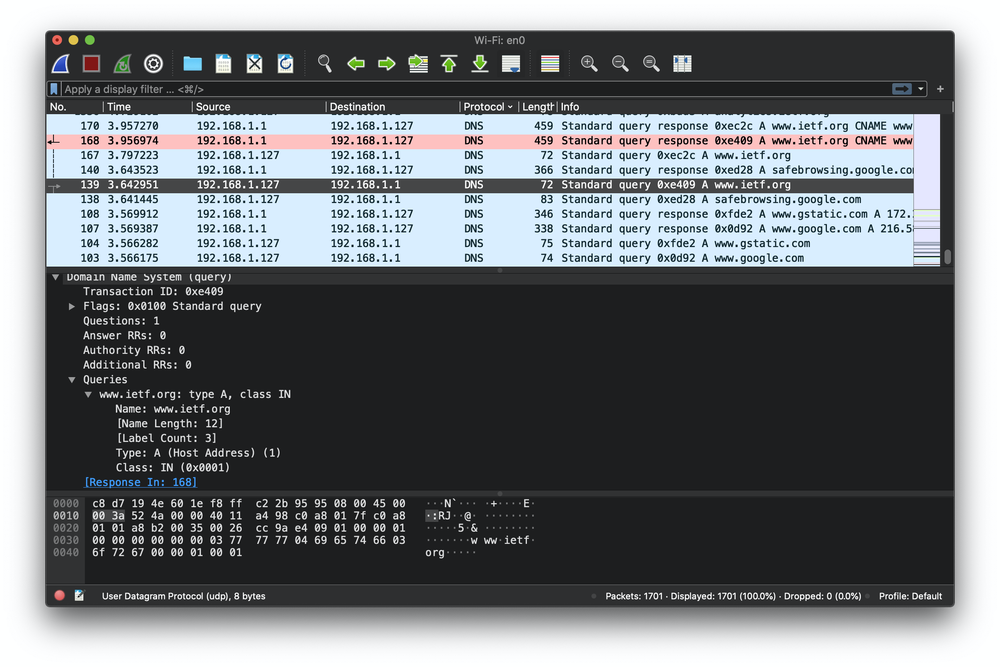 Wi-Fi: en0
Apply a display filter ... <⌘/>
No. Time Source Destination Protocol Length Info
170 3.957270 192.168.1.1 192.168.1.127 DNS 459 Standard query response 0xec2c A www.ietf.org CNAME www
168 3.956974 192.168.1.1 192.168.1.127 DNS 459 Standard query response 0xe409 A www.ietf.org CNAME www
167 3.797223 192.168.1.127 192.168.1.1 DNS 72 Standard query 0xec2c A www.ietf.org
140 3.643523 192.168.1.1 192.168.1.127 DNS 366 Standard query response 0xed28 A safebrowsing.google.co
139 3.642951 192.168.1.127 192.168.1.1 DNS 72 Standard query 0xe409 A www.ietf.org
138 3.641445 192.168.1.127 192.168.1.1 DNS 83 Standard query 0xed28 A safebrowsing.google.com
108 3.569912 192.168.1.1 192.168.1.127 DNS 346 Standard query response 0xfde2 A www.gstatic.com A 172.
107 3.569387 192.168.1.1 192.168.1.127 DNS 338 Standard query response 0x0d92 A www.google.com A 216.5
104 3.566282 192.168.1.127 192.168.1.1 DNS 75 Standard query 0xfde2 A www.gstatic.com
103 3.566175 192.168.1.127 192.168.1.1 DNS 74 Standard query 0x0d92 A www.google.com
Domain Name System (query)
Transaction ID: 0xe409
Flags: 0x0100 Standard query
Questions: 1
Answer RRs: 0
Authority RRs: 0
Additional RRs: 0
Queries
www.ietf.org: type A, class IN
Name: www.ietf.org
[Name Length: 12]
[Label Count: 3]
Type: A (Host Address) (1)
Class: IN (0x0001)
[Response In: 168]
0000 c8 d7 19 4e 60 1e f8 ff c2 2b 95 95 08 00 45 00 ···N`··· ·+····E·
0010 00 3a 52 4a 00 00 40 11 a4 98 c0 a8 01 7f c0 a8 ·:RJ··@· ········
0020 01 01 a8 b2 00 35 00 26 cc 9a e4 09 01 00 00 01 ·····5·& ········
0030 00 00 00 00 00 00 03 77 77 77 04 69 65 74 66 03 ·······w ww·ietf·
0040 6f 72 67 00 00 01 00 01 org·····
User Datagram Protocol (udp), 8 bytes
Packets: 1701 · Displayed: 1701 (100.0%) · Dropped: 0 (0.0%)
Profile: Default